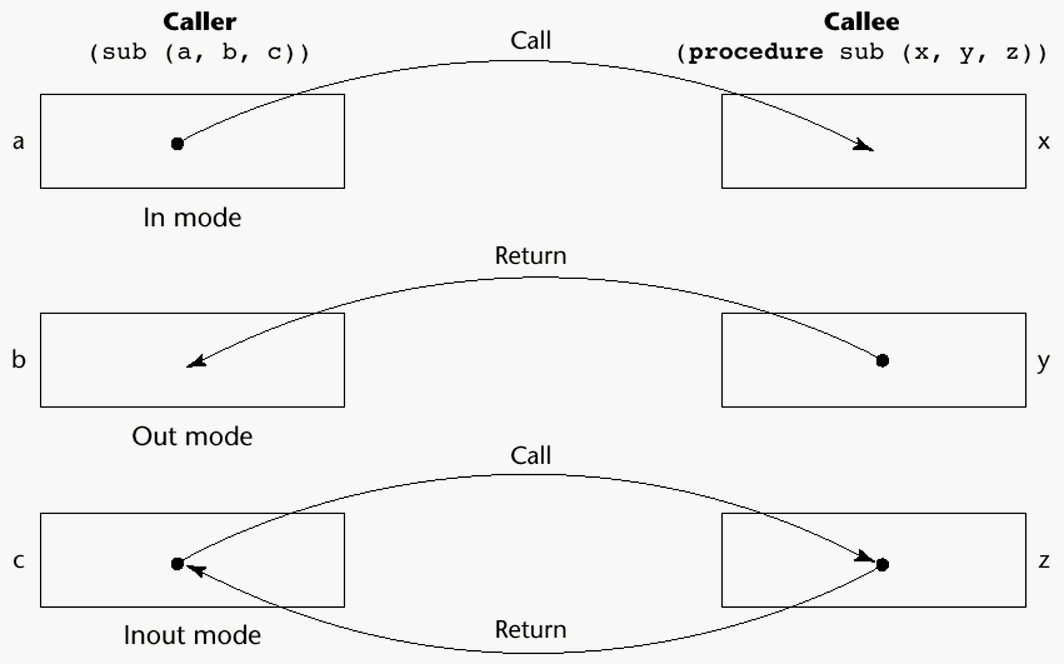 Caller
(sub (a, b, c))
Callee
(procedure sub (x, y, z))
Call
a
x
In mode
Return
b
y
Out mode
Call
c
z
Inout mode
Return